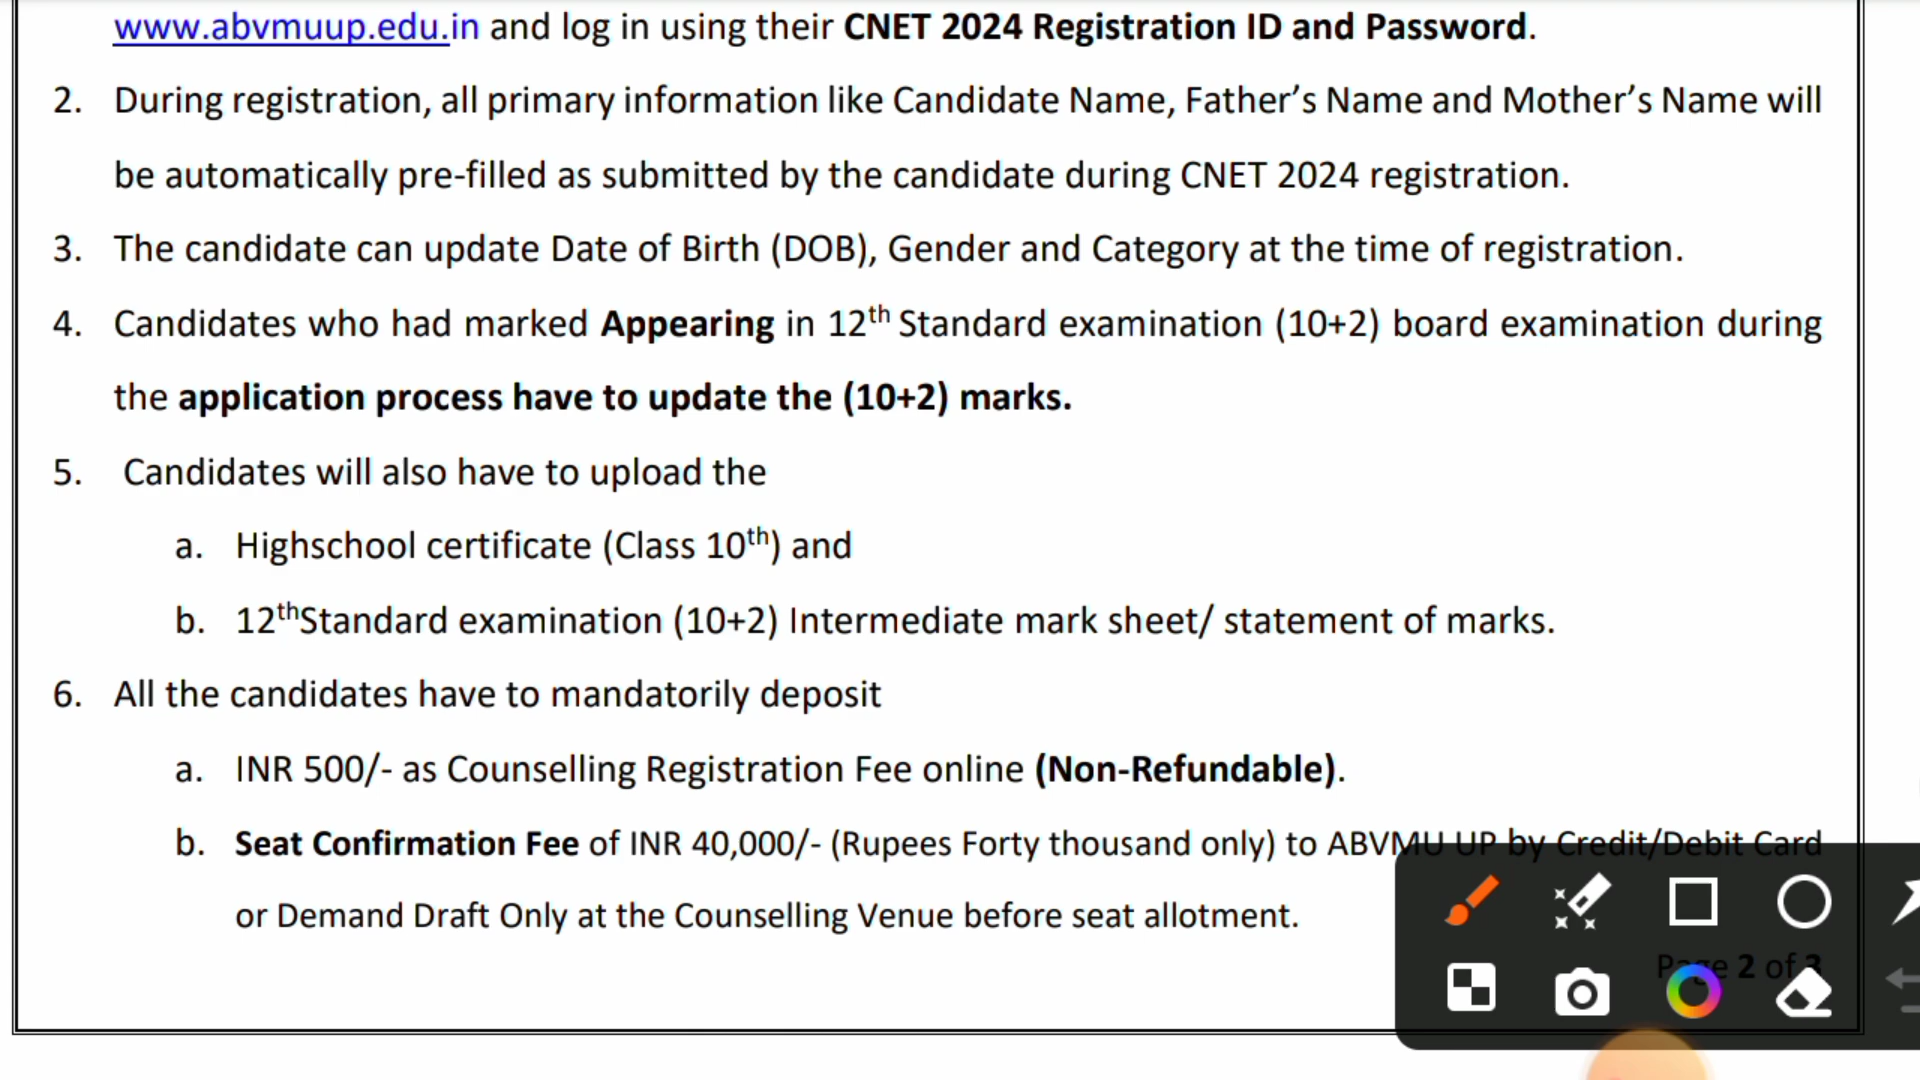 www.abvmuup.edu.in and log in using their CNET 2024 Registration ID and Password.
2. During registration, all primary information like Candidate Name, Father’s Name and Mother’s Name will
be automatically pre-filled as submitted by the candidate during CNET 2024 registration.
3. The candidate can update Date of Birth (DOB), Gender and Category at the time of registration.
4. Candidates who had marked Appearing in 12th Standard examination (10+2) board examination during
the application process have to update the (10+2) marks.
5. Candidates will also have to upload the
a. Highschool certificate (Class 10th) and
b. 12thStandard examination (10+2) Intermediate mark sheet/ statement of marks.
6. All the candidates have to mandatorily deposit
a. INR 500/- as Counselling Registration Fee online (Non-Refundable).
b. Seat Confirmation Fee of INR 40,000/- (Rupees Forty thousand only) to ABVMU UP by Credit/Debit Card
or Demand Draft Only at the Counselling Venue before seat allotment.
Page 2 of 3